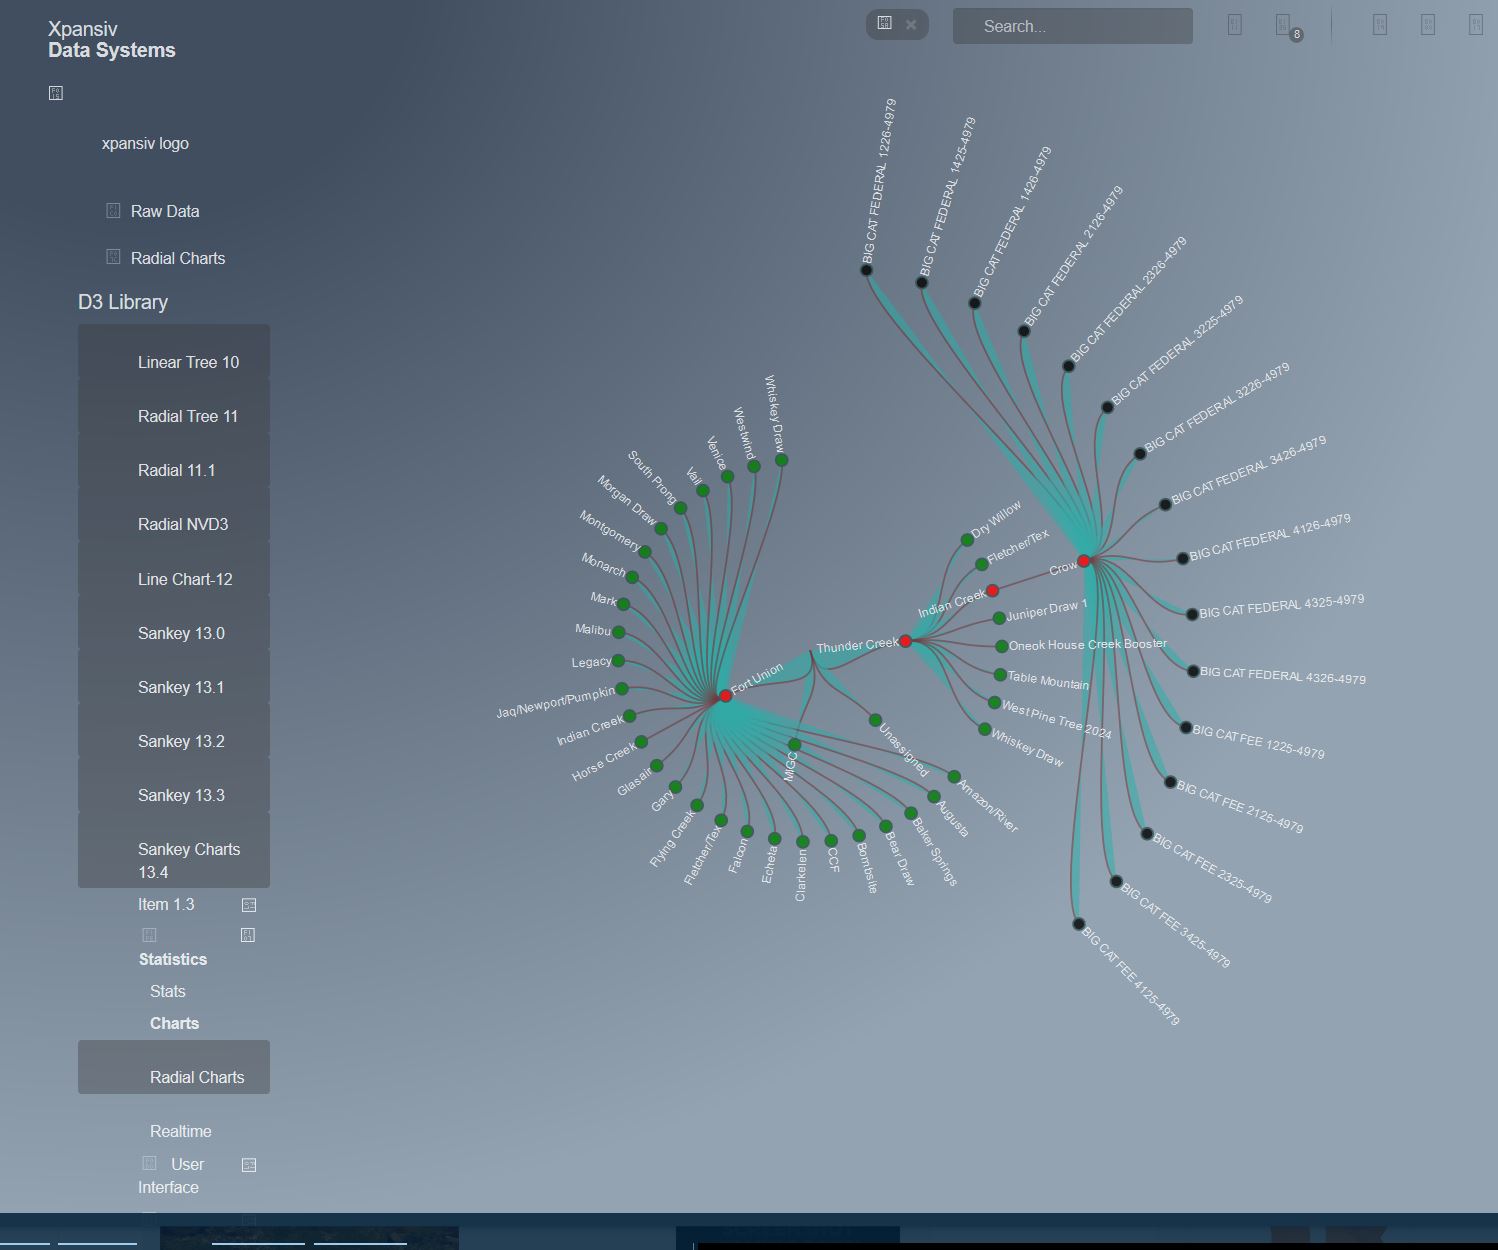 Xpansiv
Data Systems
Search...
8
xpansiv logo
Raw Data
Radial Charts
D3 Library
Linear Tree 10
Radial Tree 11
Radial 11.1
Radial NVD3
Line Chart-12
Sankey 13.0
Sankey 13.1
Sankey 13.2
Sankey 13.3
Sankey Charts
13.4
Item 1.3
Statistics
Stats
Charts
Radial Charts
Realtime
User
Interface
BIG CAT FEDERAL 1226-4979
BIG CAT FEDERAL 1425-4979
BIG CAT FEDERAL 1426-4979
BIG CAT FEDERAL 2126-4979
BIG CAT FEDERAL 2326-4979
BIG CAT FEDERAL 3225-4979
BIG CAT FEDERAL 3226-4979
BIG CAT FEDERAL 3426-4979
BIG CAT FEDERAL 4126-4979
BIG CAT FEDERAL 4325-4979
BIG CAT FEDERAL 4326-4979
BIG CAT FEE 1225-4979
BIG CAT FEE 2125-4979
BIG CAT FEE 2325-4979
BIG CAT FEE 3425-4979
BIG CAT FEE 4125-4979
Crow
Dry Willow
Fletcher/Tex
Indian Creek
Juniper Draw 1
Oneok House Creek Booster
Table Mountain
West Pine Tree 2024
Whiskey Draw
Thunder Creek
Unassigned
MIGC
Fort Union
Whiskey Draw
Westwind
Venice
Vail
South Prong
Morgan Draw
Montgomery
Monarch
Mark
Malibu
Legacy
Jaq/Newport/Pumpkin
Indian Creek
Horse Creek
Glasair
Gary
Flying Creek
Fletcher/Tex
Falcon
Echeta
Clarkelen
CCF
Bombsite
Bear Draw
Baker Springs
Augusta
Amazon/River